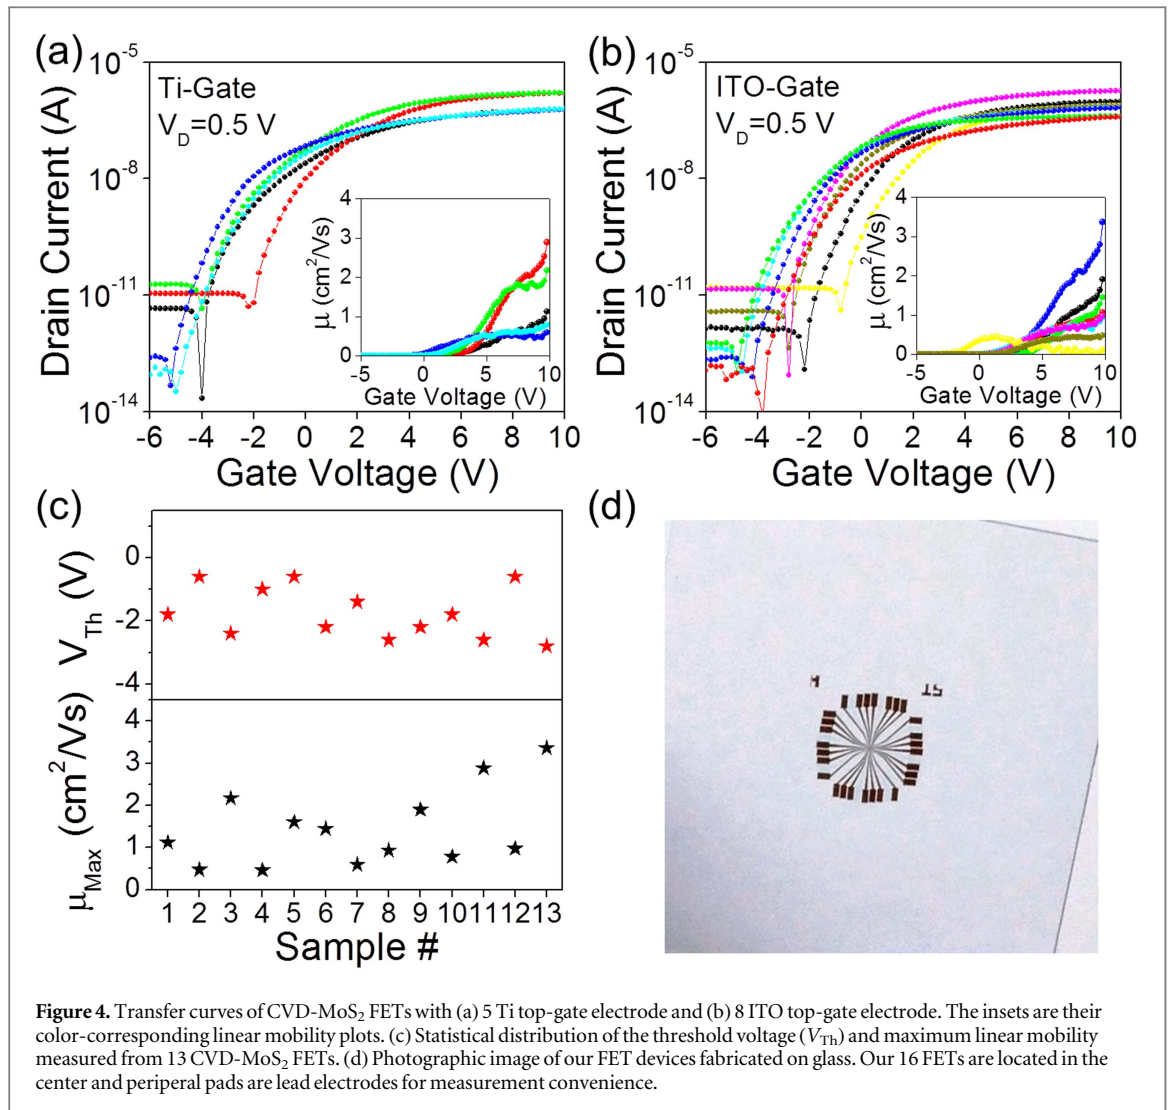 (a)
10⁻⁵
10⁻⁸
10⁻¹¹
10⁻¹⁴
Drain Current (A)
Ti-Gate
V_D=0.5 V
4
3
2
1
0
μ (cm²/Vs)
-5 0 5 10
Gate Voltage (V)
-6 -4 -2 0 2 4 6 8 10
Gate Voltage (V)
(b)
10⁻⁵
10⁻⁸
10⁻¹¹
10⁻¹⁴
Drain Current (A)
ITO-Gate
V_D=0.5 V
4
3
2
1
0
μ (cm²/Vs)
-5 0 5 10
Gate Voltage (V)
-6 -4 -2 0 2 4 6 8 10
Gate Voltage (V)
(c)
0
-2
-4
V_Th (V)
4
3
2
1
0
μ_Max (cm²/Vs)
1 2 3 4 5 6 7 8 9 10 11 12 13
Sample #
(d)
Figure 4. Transfer curves of CVD-MoS₂ FETs with (a) 5 Ti top-gate electrode and (b) 8 ITO top-gate electrode. The insets are their
color-corresponding linear mobility plots. (c) Statistical distribution of the threshold voltage (V_Th) and maximum linear mobility
measured from 13 CVD-MoS₂ FETs. (d) Photographic image of our FET devices fabricated on glass. Our 16 FETs are located in the
center and periperal pads are lead electrodes for measurement convenience.